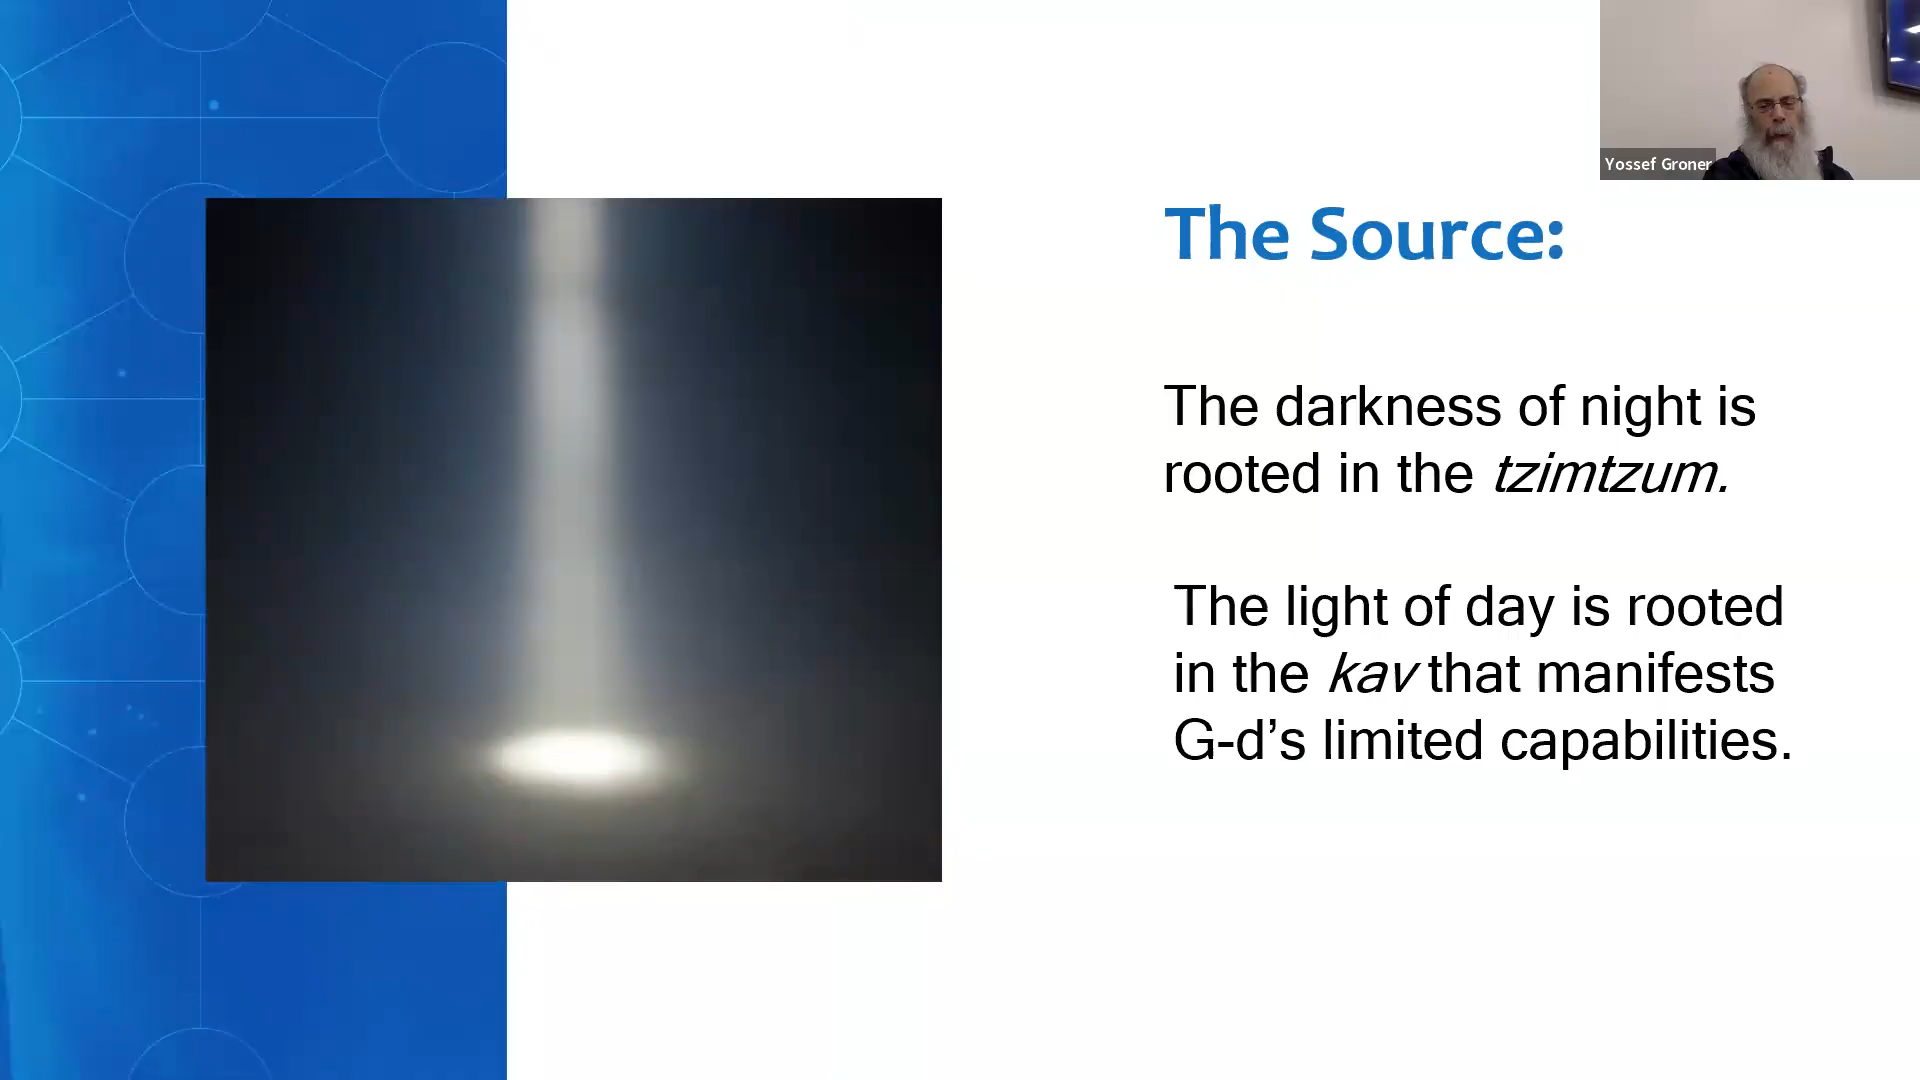 Yossef Groner
The Source:
The darkness of night is
rooted in the tzimtzum.
The light of day is rooted
in the kav that manifests
G-d’s limited capabilities.